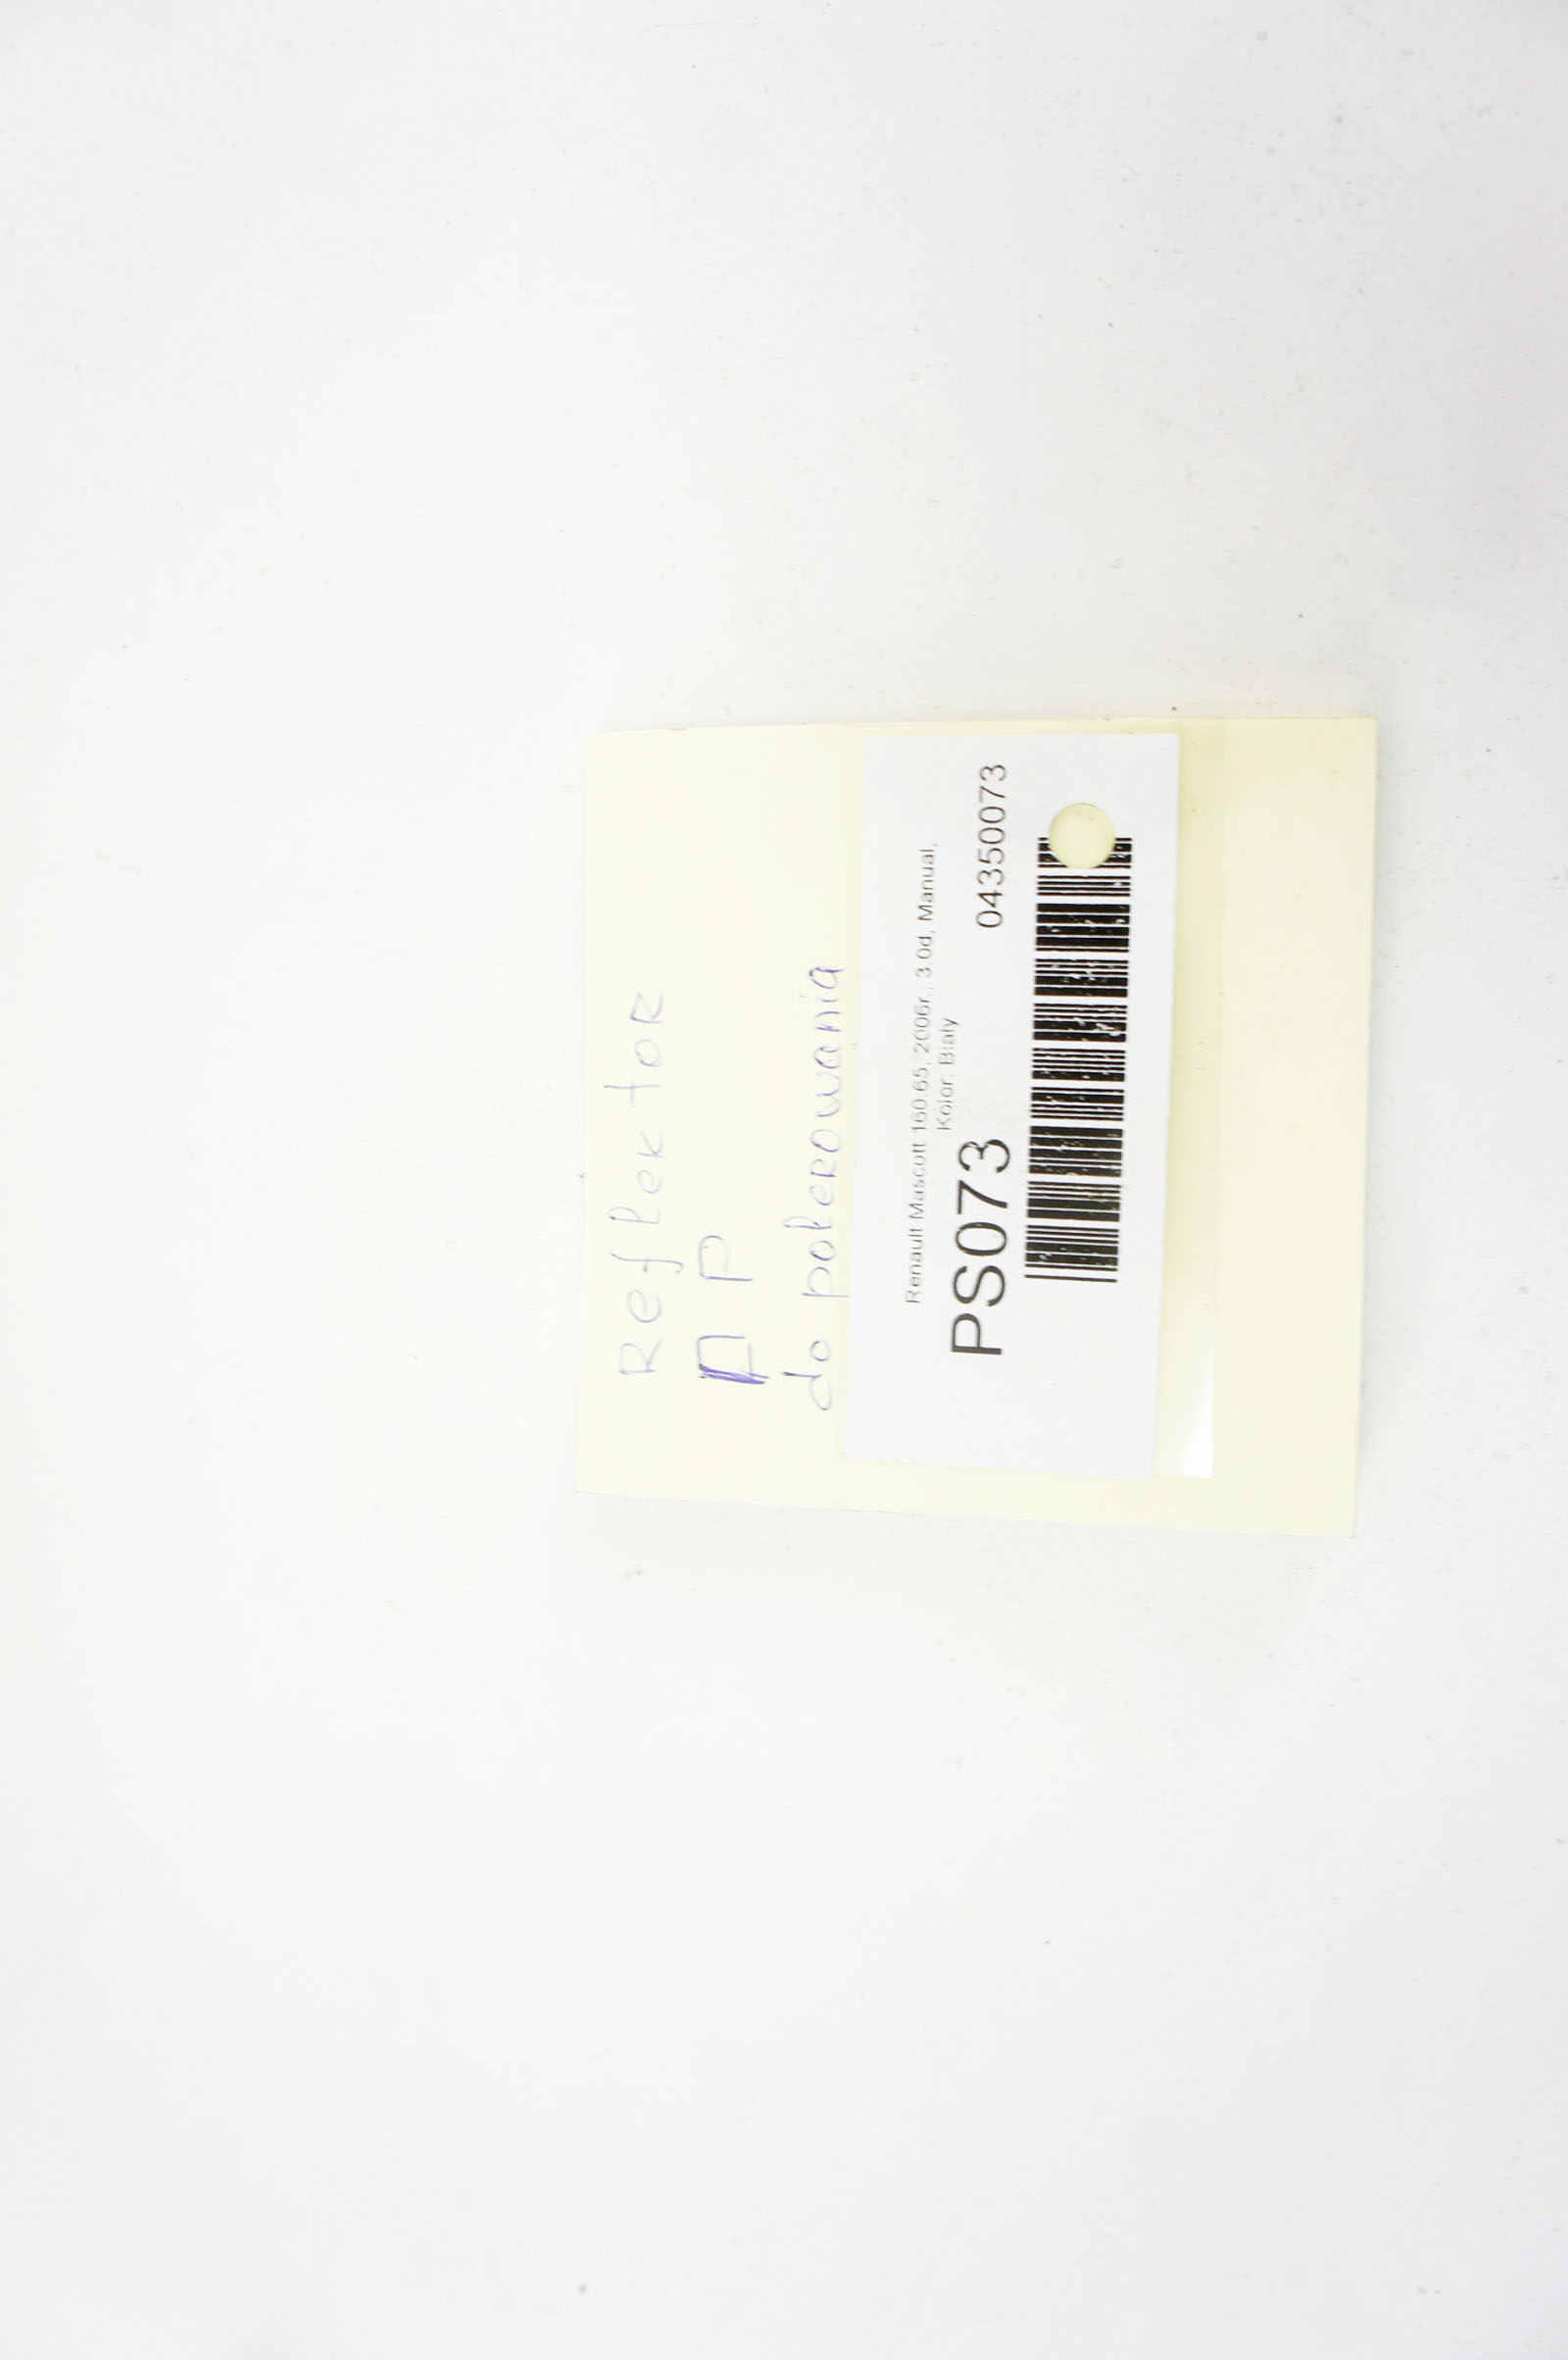 Reflektor
P
do polerowania
Renault Mascott 160.65, 2006r., 3.0d, Manual,
Kolor: Biały
PS073 04350073